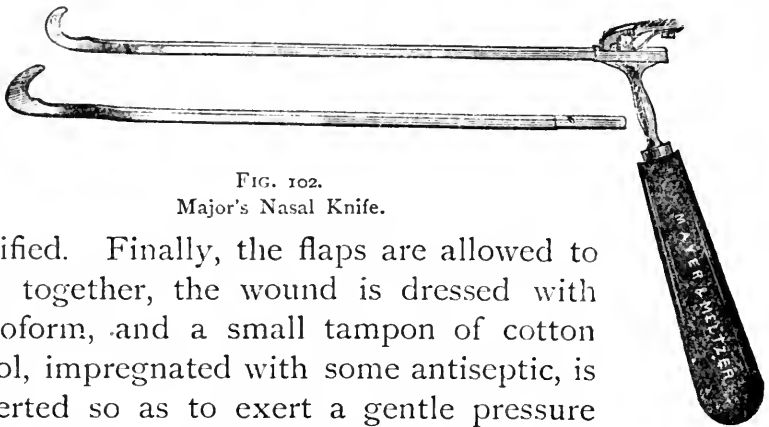 FIG. 102.
Major's Nasal Knife.
MAYER & MELTZER
ified. Finally, the flaps are allowed to
together, the wound is dressed with
oform, and a small tampon of cotton
ol, impregnated with some antiseptic, is
erted so as to exert a gentle pressure